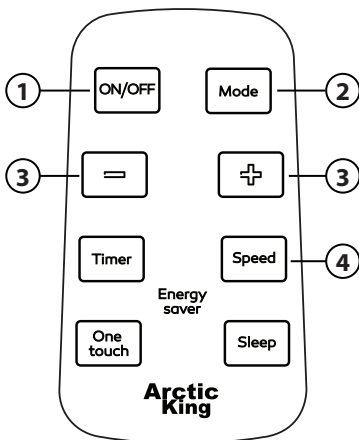 1 ON/OFF Mode 2
3 − + 3
Timer Speed 4
Energy
saver
One
touch
Sleep
Arctic
King